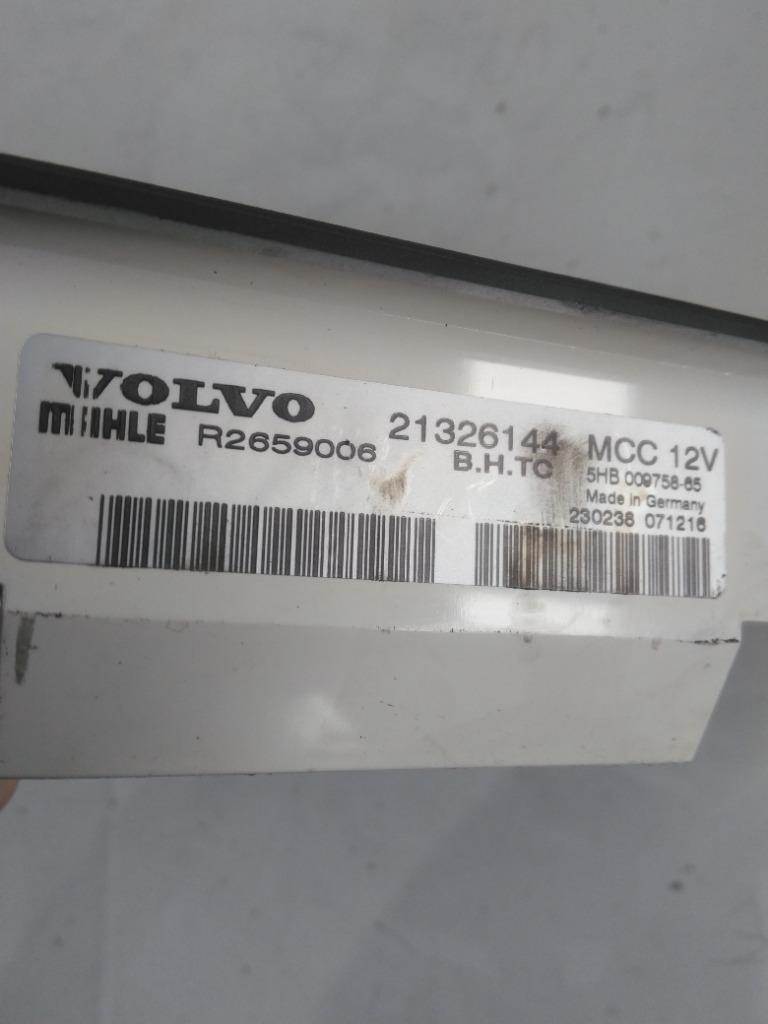 VOLVO 21326144 MCC 12V
MAHLE R2659006 B.H.TC 5HB 009758-65
Made in Germany
230238 071216